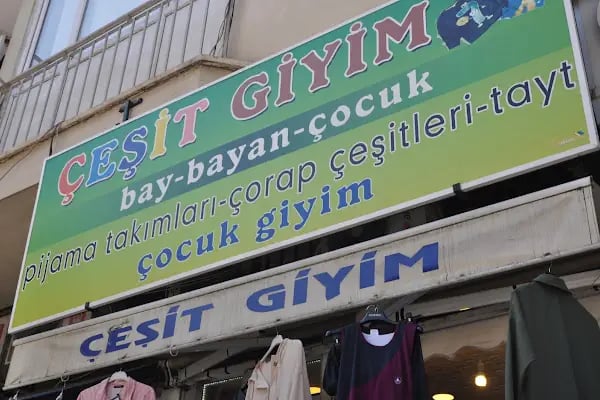 ÇEŞİT GİYİM
bay-bayan-çocuk
pijama takımları-çorap çeşitleri-tayt
çocuk giyim
ÇEŞİT GİYİM